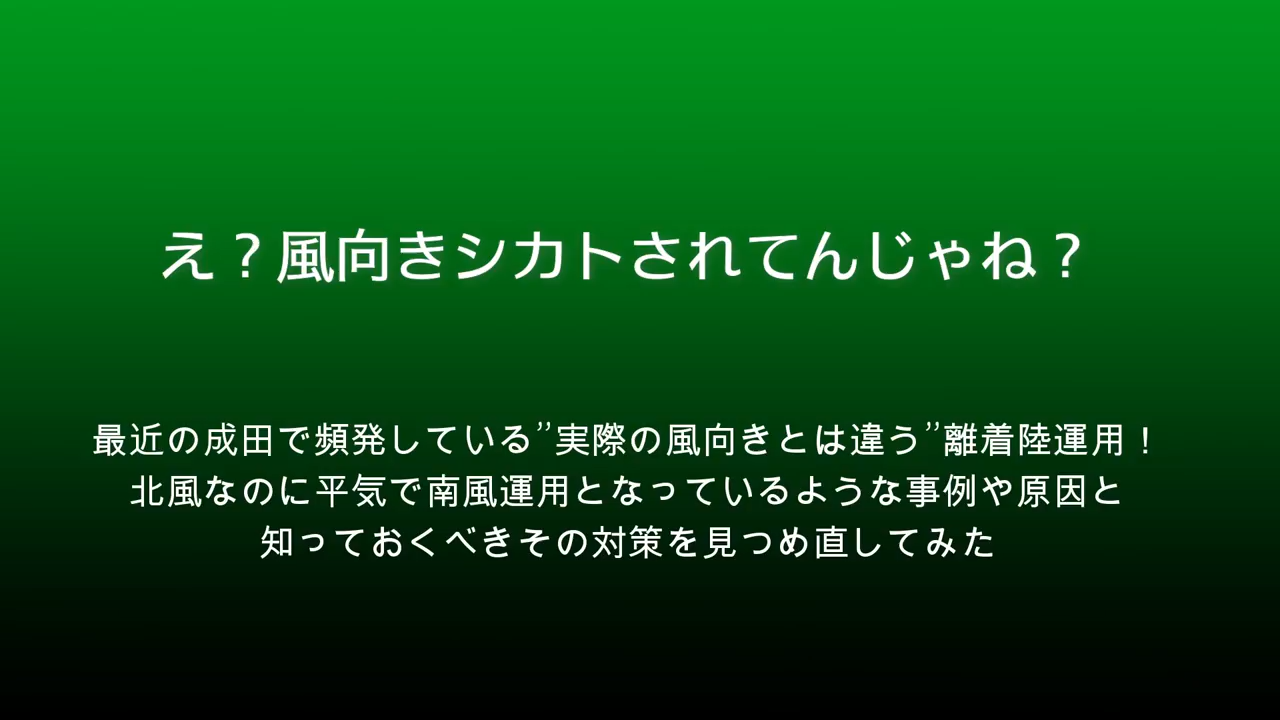 え？風向きシカトされてんじゃね？
最近の成田で頻発している”実際の風向きとは違う”離着陸運用！
北風なのに平気で南風運用となっているような事例や原因と
知っておくべきその対策を見つめ直してみた